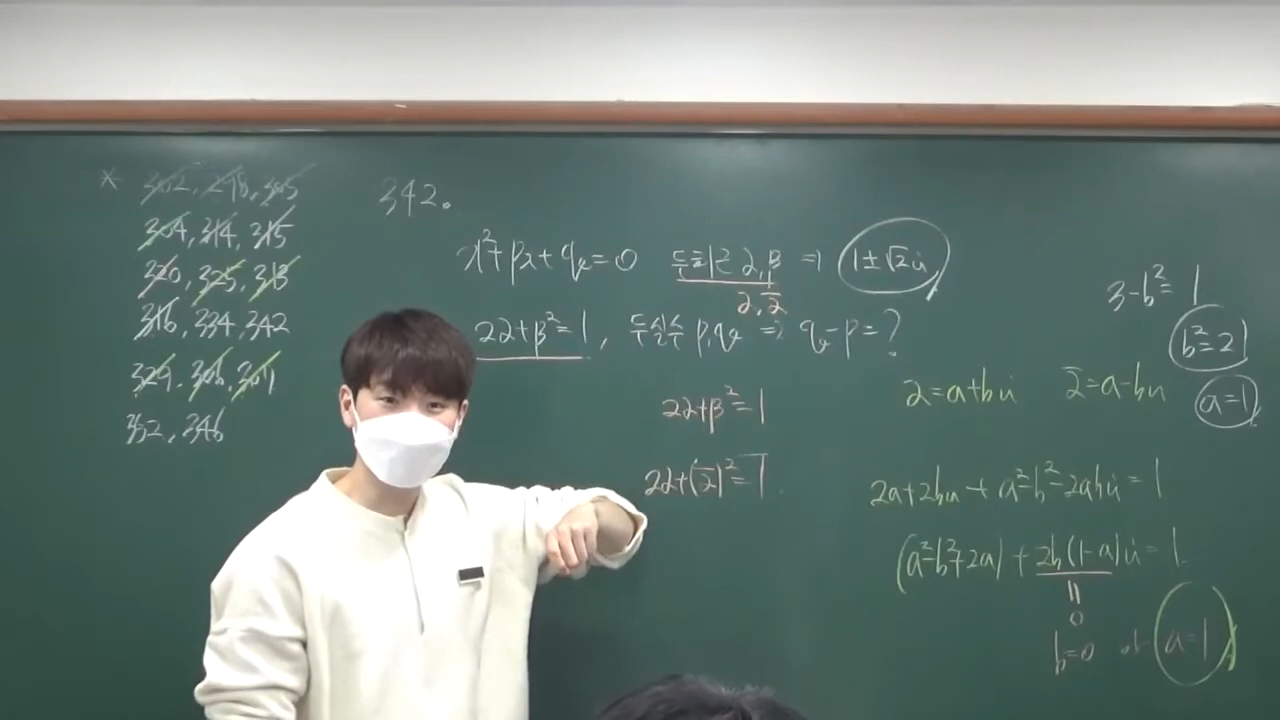 * 302, 298, 305
304, 314, 315
320, 325, 313
316, 334, 342
329, 306, 301
352, 346
342.
x²+px+q=0 두허근 α,β ⇒ 1±√2i
α, ᾱ
2α+β²=1, 두실수 p,q ⇒ q-p=?
2α+β²=1
2α+(ᾱ)²=1
3-b²=1
b²=2
α=a+bi ᾱ=a-bi a=1
2a+2bi+a²-b²-2abi=1
(a²-b²+2a)+2b(1-a)i=1
॥
0
b=0 or a=1